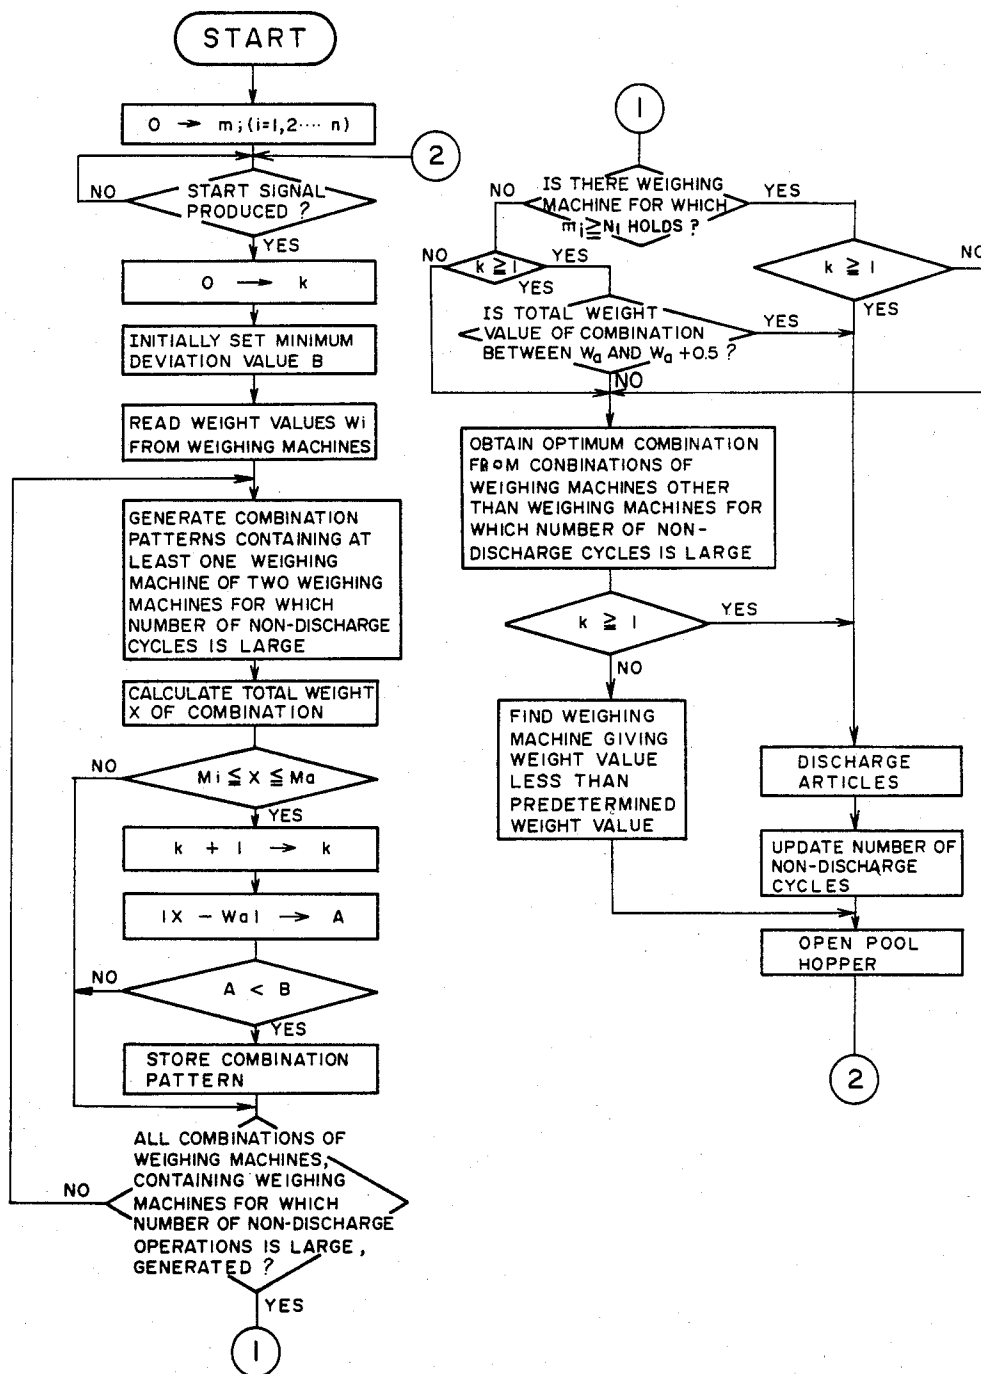 START
0 → mi (i=1,2···· n)
2
NO
START SIGNAL
PRODUCED ?
YES
0 → k
INITIALLY SET MINIMUM
DEVIATION VALUE B
READ WEIGHT VALUES Wi
FROM WEIGHING MACHINES
GENERATE COMBINATION
PATTERNS CONTAINING AT
LEAST ONE WEIGHING
MACHINE OF TWO WEIGHING
MACHINES FOR WHICH
NUMBER OF NON-DISCHARGE
CYCLES IS LARGE
CALCULATE TOTAL WEIGHT
X OF COMBINATION
NO
Mi ≦ X ≦ Ma
YES
k + 1 → k
|X - Wa| → A
NO
A < B
YES
STORE COMBINATION
PATTERN
ALL COMBINATIONS OF
WEIGHING MACHINES,
CONTAINING WEIGHING
NO
MACHINES FOR WHICH
NUMBER OF NON-DISCHARGE
OPERATIONS IS LARGE,
GENERATED ?
YES
1
1
NO
IS THERE WEIGHING
YES
MACHINE FOR WHICH
mi ≧ N1 HOLDS ?
NO
k ≧ 1
YES
YES
k ≧ 1
NO
YES
IS TOTAL WEIGHT
VALUE OF COMBINATION
YES
BETWEEN Wa AND Wa +0.5 ?
NO
OBTAIN OPTIMUM COMBINATION
FROM CONBINATIONS OF
WEIGHING MACHINES OTHER
THAN WEIGHING MACHINES FOR
WHICH NUMBER OF NON-
DISCHARGE CYCLES IS LARGE
k ≧ 1
YES
NO
FIND WEIGHING
MACHINE GIVING
WEIGHT VALUE
LESS THAN
PREDETERMINED
WEIGHT VALUE
DISCHARGE
ARTICLES
UPDATE NUMBER OF
NON-DISCHARGE
CYCLES
OPEN POOL
HOPPER
2